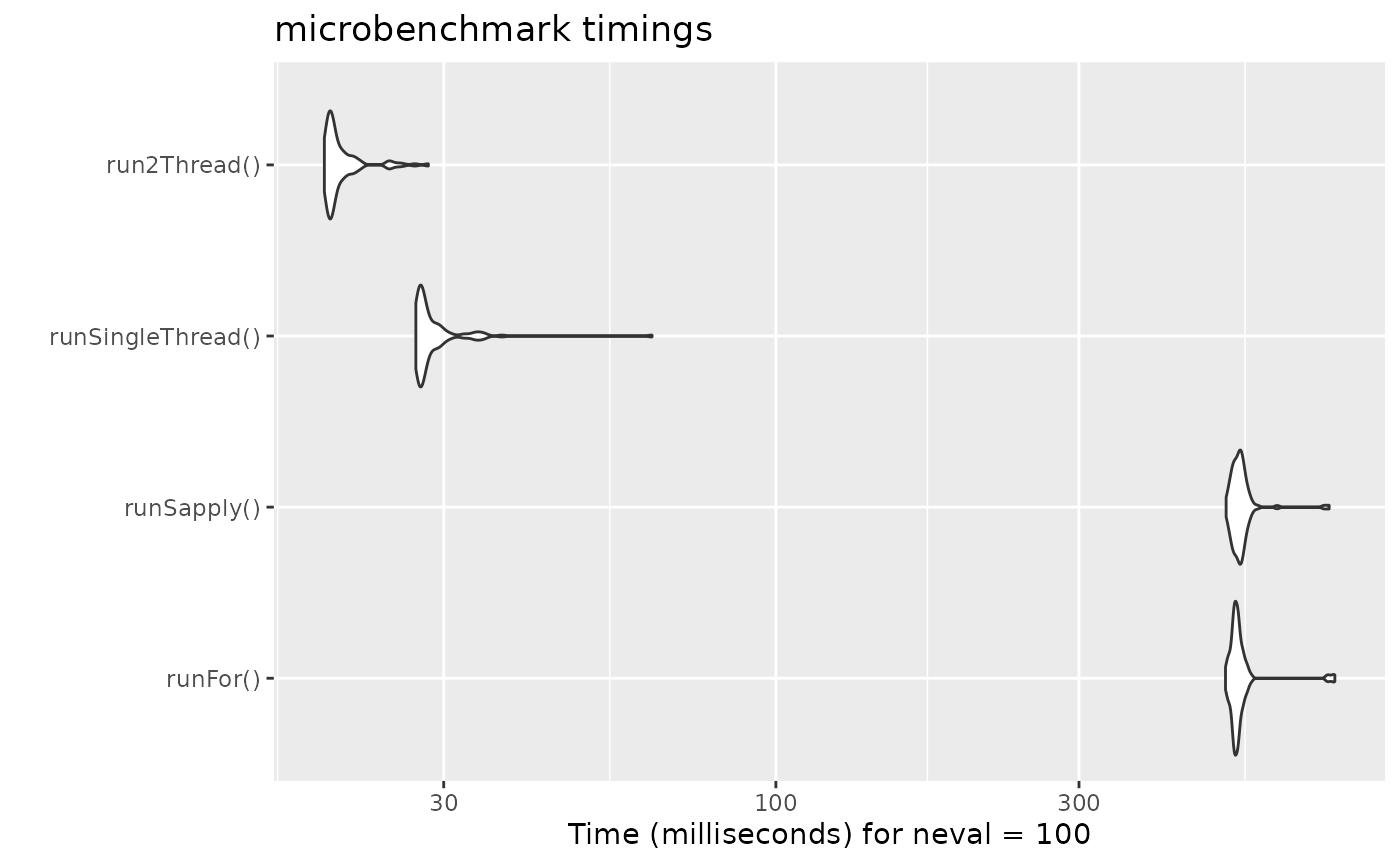 microbenchmark timings
run2Thread()
runSingleThread()
runSapply()
runFor()
30 100 300
Time (milliseconds) for neval = 100